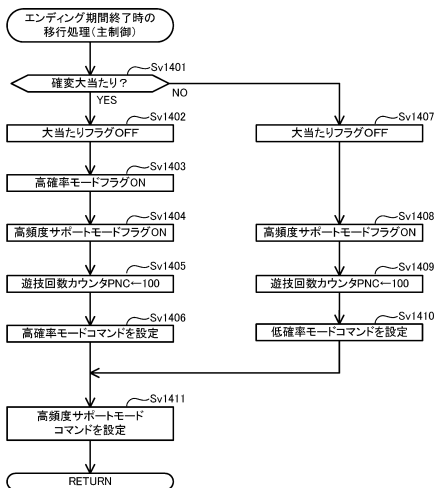 エンディング期間終了時の
移行処理(主制御)
Sv1401
確変大当たり?
YES
NO
Sv1402
大当たりフラグOFF
Sv1403
高確率モードフラグON
Sv1404
高頻度サポートモードフラグON
Sv1405
遊技回数カウンタPNC←100
Sv1406
高確率モードコマンドを設定
Sv1407
大当たりフラグOFF
Sv1408
高頻度サポートモードフラグON
Sv1409
遊技回数カウンタPNC←100
Sv1410
低確率モードコマンドを設定
Sv1411
高頻度サポートモード
コマンドを設定
RETURN